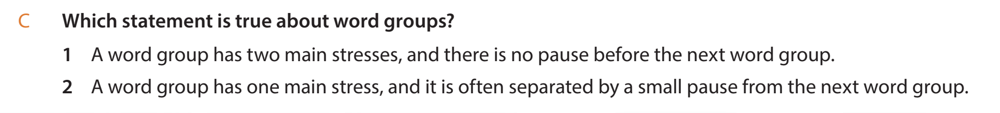 C Which statement is true about word groups?
1 A word group has two main stresses, and there is no pause before the next word group.
2 A word group has one main stress, and it is often separated by a small pause from the next word group.